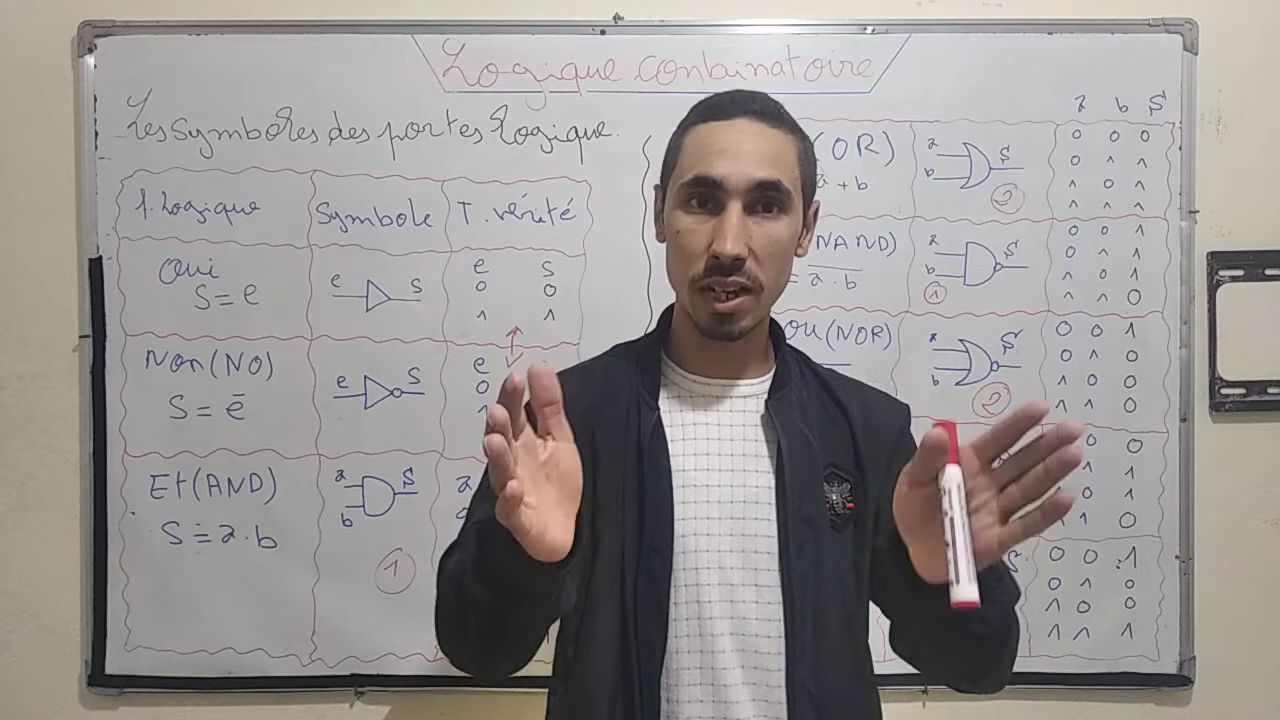 Logique conbinatoire
Les Symboles des portes Logique.
f. Logique Symbole T. vérité
Oui
S = e
e S
e S
0 0
1 1
Non(NO)
S = ē
e S
e
0
1
Et(AND)
S = a.b
a
b
S
1
a
a b S
(OR)
a + b
a
b
S
2
0 0 0
0 1 1
1 0 1
1 1 1
NAND)
= a.b
a
b
S
1
0 0 1
0 1 1
1 0 1
1 1 0
OU(NOR)
a
b
S
2
0 0 1
0 1 0
1 0 0
1 1 0
0 0
1
0 1
1 0
S
0 0 1
0 1 0
1 0 0
1 1 1